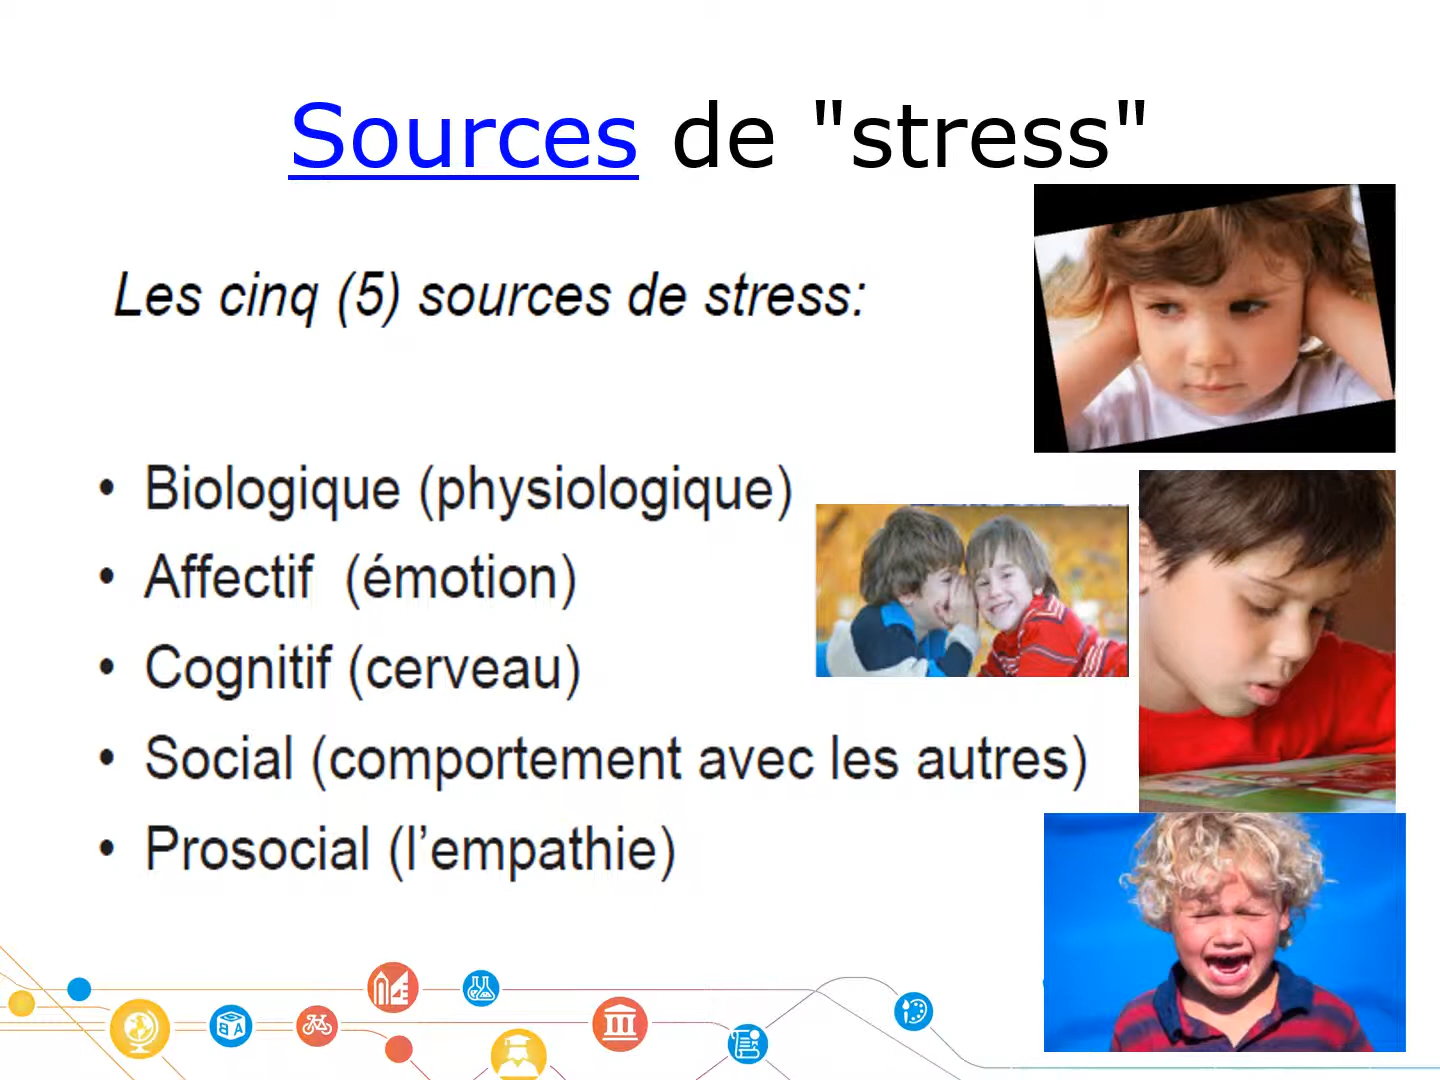 Sources de "stress"
Les cinq (5) sources de stress:
• Biologique (physiologique)
• Affectif (émotion)
• Cognitif (cerveau)
• Social (comportement avec les autres)
• Prosocial (l’empathie)
B A